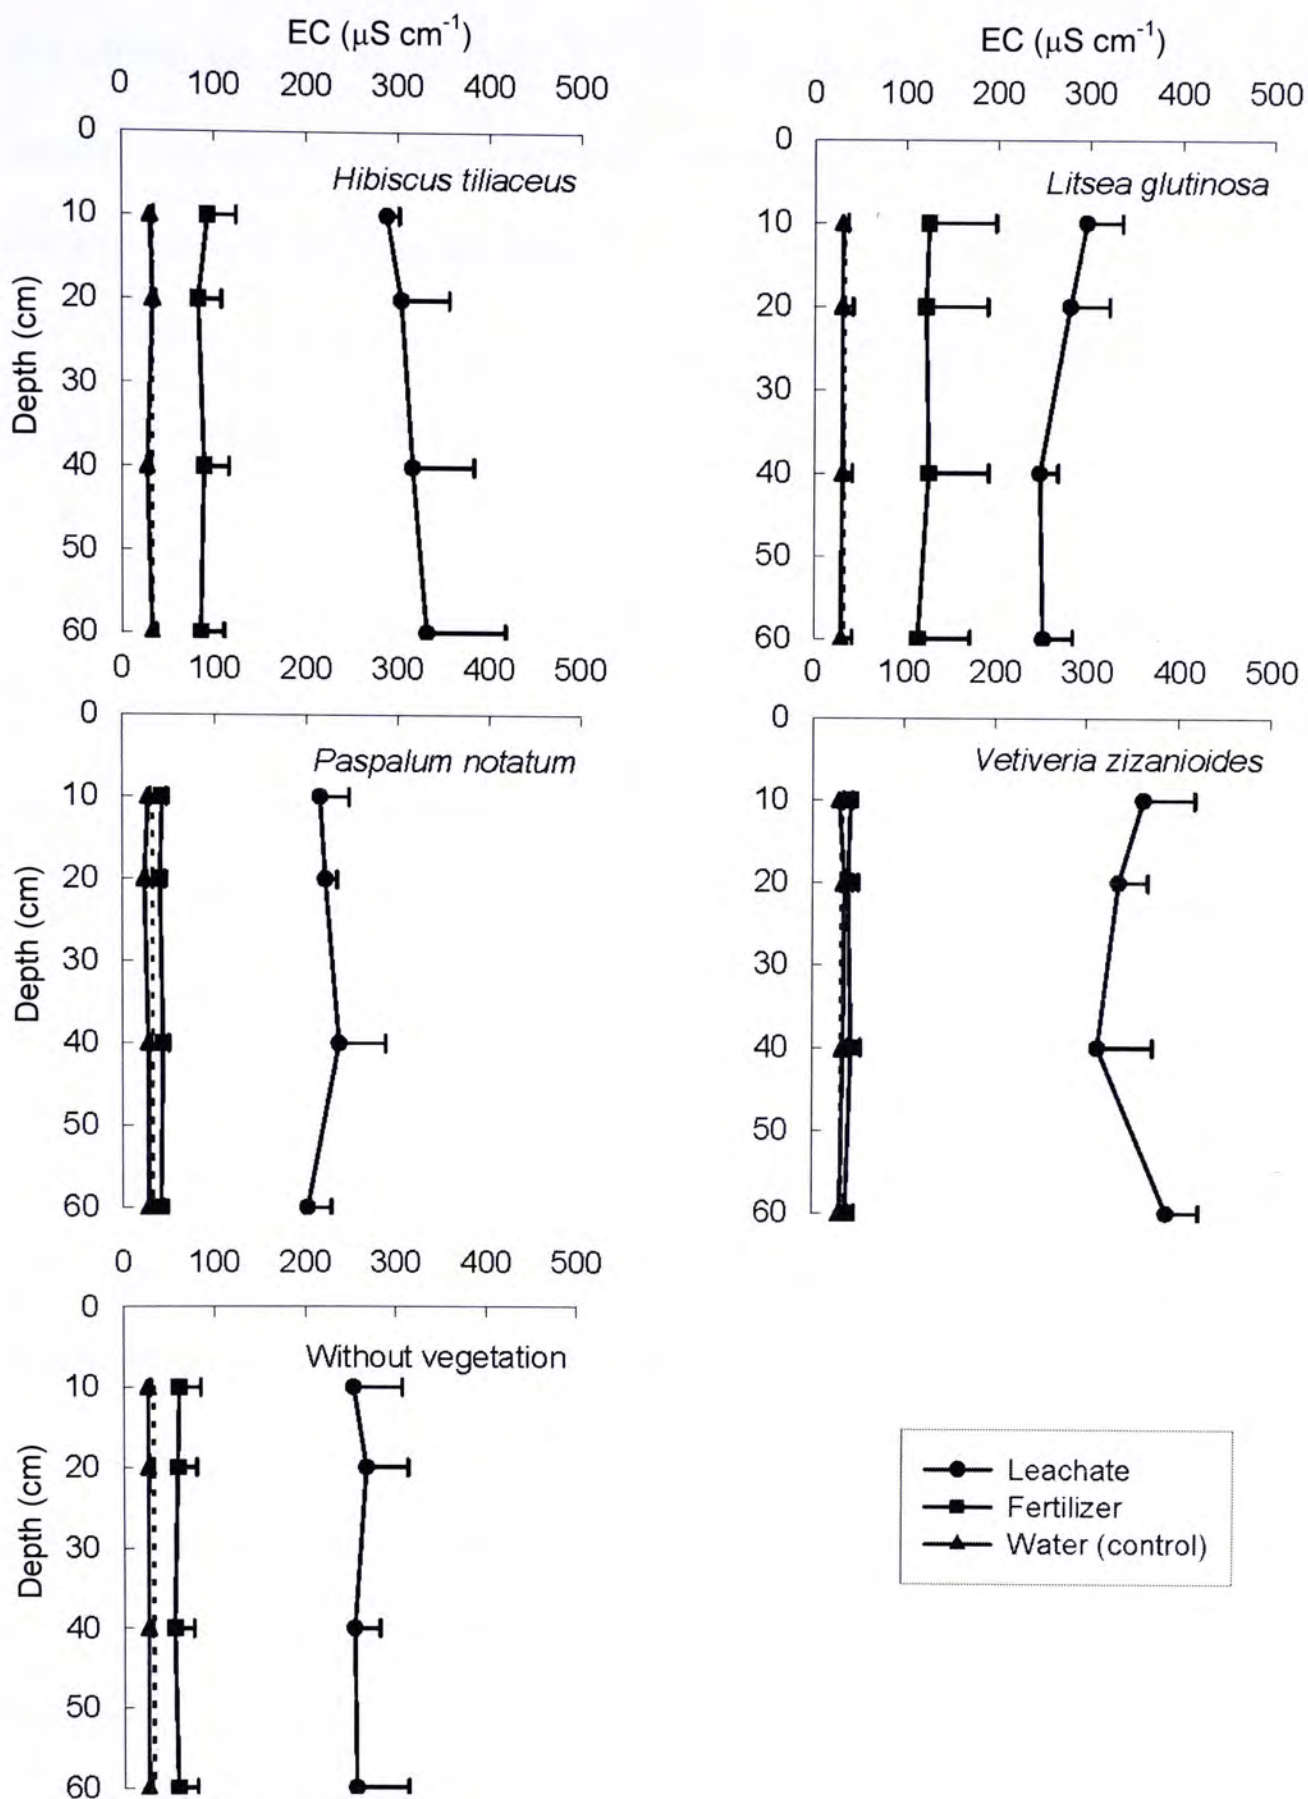 EC (μS cm⁻¹)
0 100 200 300 400 500
0
Hibiscus tiliaceus
10
20
30
40
50
60
Depth (cm)
EC (μS cm⁻¹)
0 100 200 300 400 500
0
Litsea glutinosa
10
20
30
40
50
60
0 100 200 300 400 500
0
Paspalum notatum
10
20
30
40
50
60
Depth (cm)
0 100 200 300 400 500
0
Vetiveria zizanioides
10
20
30
40
50
60
0 100 200 300 400 500
0
Without vegetation
10
20
30
40
50
60
Depth (cm)
Leachate
Fertilizer
Water (control)